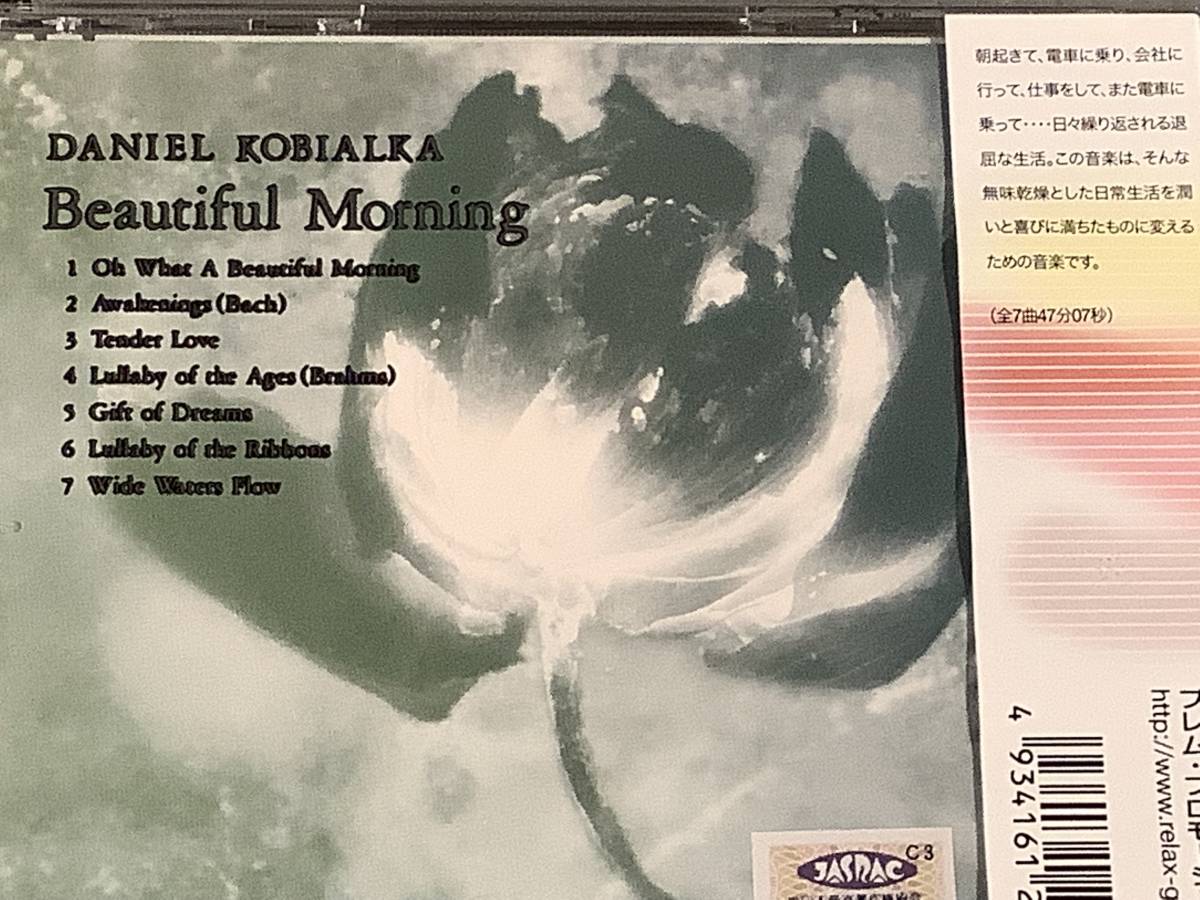 DANIEL KOBIALKA
Beautiful Morning
1 Oh What A Beautiful Morning
2 Awakenings (Bach)
3 Tender Love
4 Lullaby of the Ages (Brahms)
5 Gift of Dreams
6 Lullaby of the Ribbons
7 Wide Waters Flow
朝起きて、電車に乗り、会社に
行って、仕事をして、また電車に
乗って‥‥日々繰り返される退
屈な生活。この音楽は、そんな
無味乾燥とした日常生活を潤
いと喜びに満ちたものに変える
ための音楽です。
(全7曲47分07秒)
4 934161 2
http://www.relax-g
JASRAC
C3